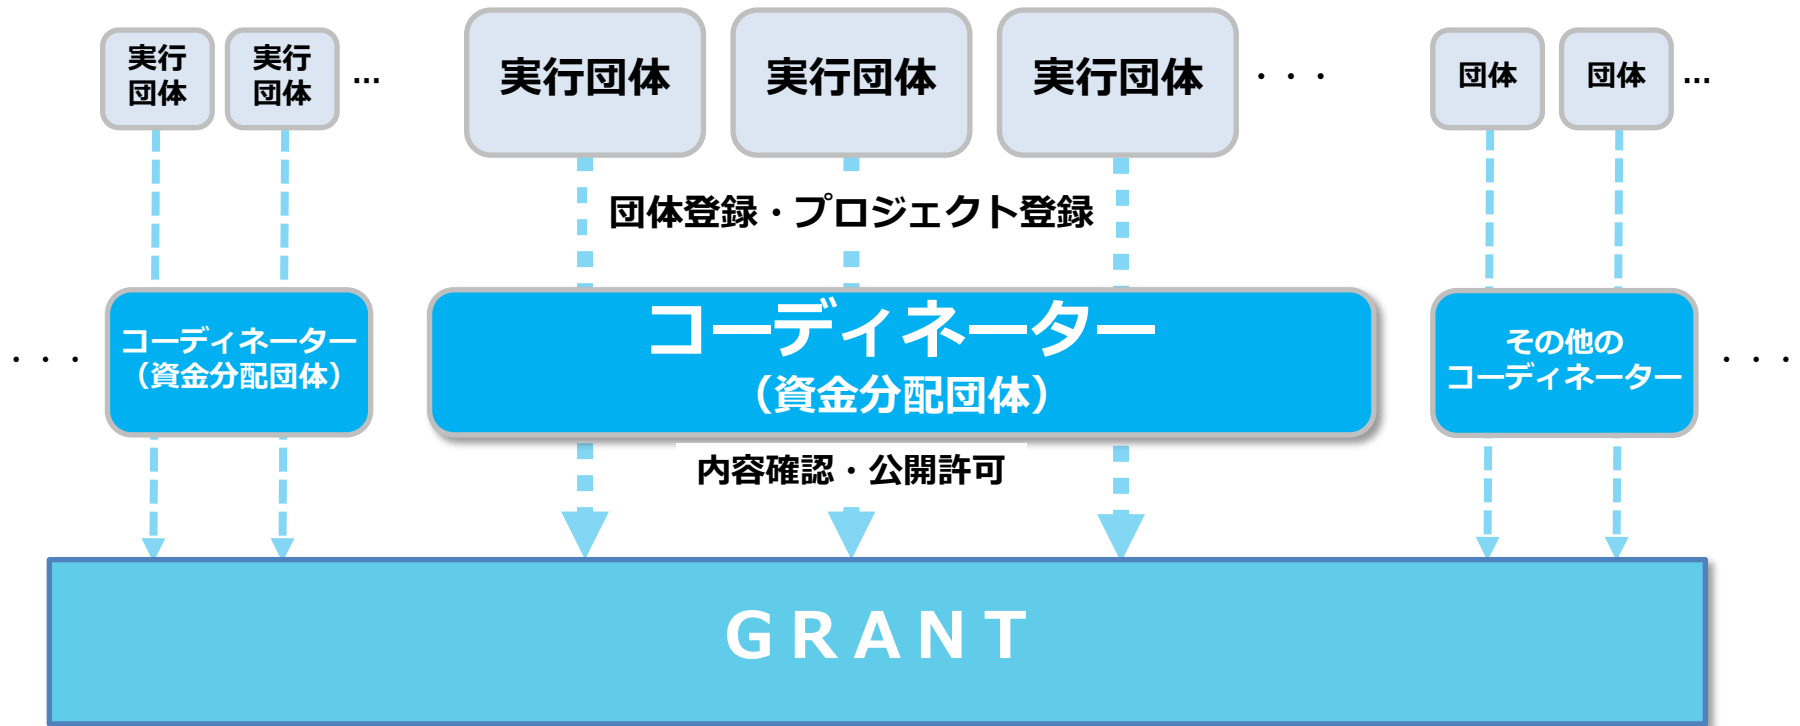 実行
団体
実行
団体
…
実行団体
実行団体
実行団体
・・・
団体
団体
…
団体登録・プロジェクト登録
・・・
コーディネーター
（資金分配団体）
コーディネーター
（資金分配団体）
その他の
コーディネーター
・・・
内容確認・公開許可
GRANT